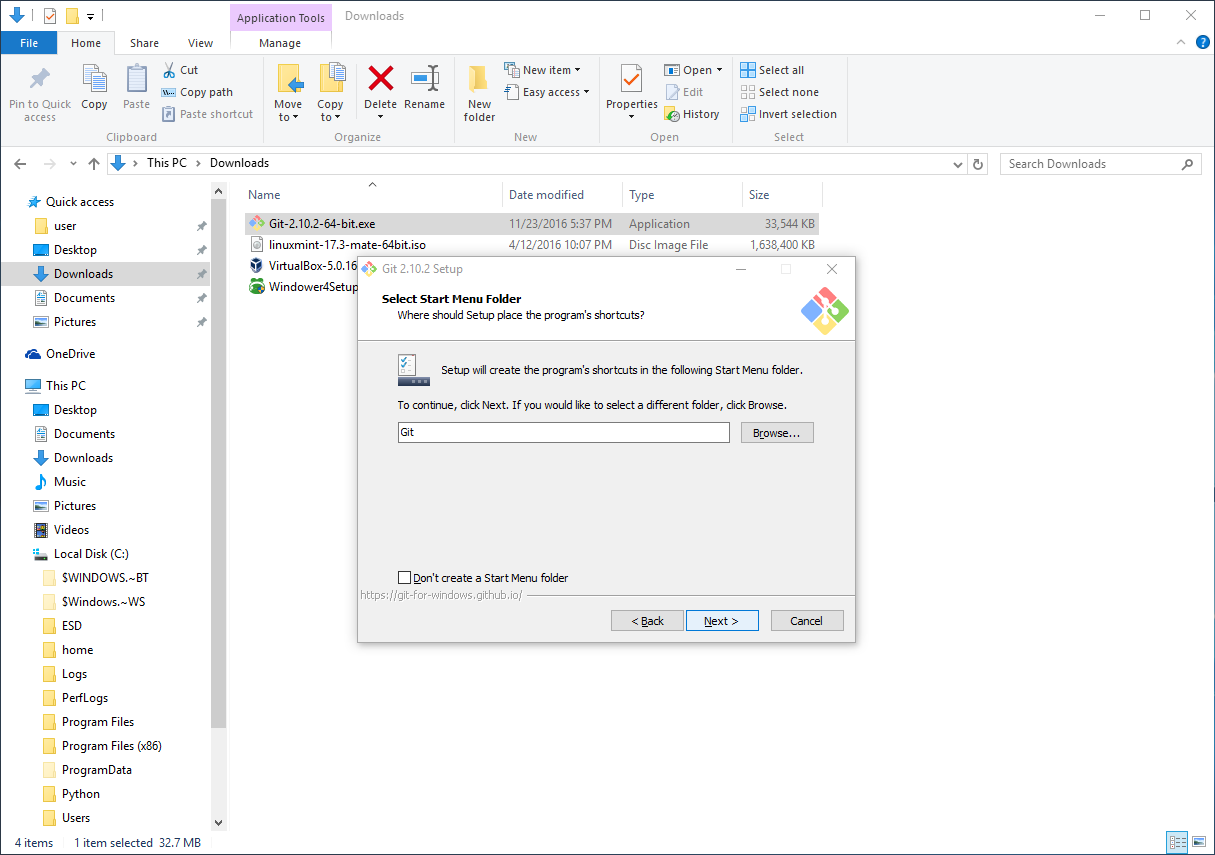 Application Tools Downloads
File Home Share View Manage
Pin to Quick access
Copy
Paste
Cut
Copy path
Paste shortcut
Clipboard
Move to
Copy to
Delete
Rename
Organize
New folder
New item
Easy access
New
Properties
Open
Edit
History
Open
Select all
Select none
Invert selection
Select
This PC Downloads
Search Downloads
Quick access
user
Desktop
Downloads
Documents
Pictures
OneDrive
This PC
Desktop
Documents
Downloads
Music
Pictures
Videos
Local Disk (C:)
$WINDOWS.~BT
$Windows.~WS
ESD
home
Logs
PerfLogs
Program Files
Program Files (x86)
ProgramData
Python
Users
Name Date modified Type Size
Git-2.10.2-64-bit.exe 11/23/2016 5:37 PM Application 33,544 KB
linuxmint-17.3-mate-64bit.iso 4/12/2016 10:07 PM Disc Image File 1,638,400 KB
VirtualBox-5.0.16
Windower4Setup
Git 2.10.2 Setup
Select Start Menu Folder
Where should Setup place the program's shortcuts?
Setup will create the program's shortcuts in the following Start Menu folder.
To continue, click Next. If you would like to select a different folder, click Browse.
Git
Browse...
Don't create a Start Menu folder
https://git-for-windows.github.io/
< Back Next > Cancel
4 items 1 item selected 32.7 MB